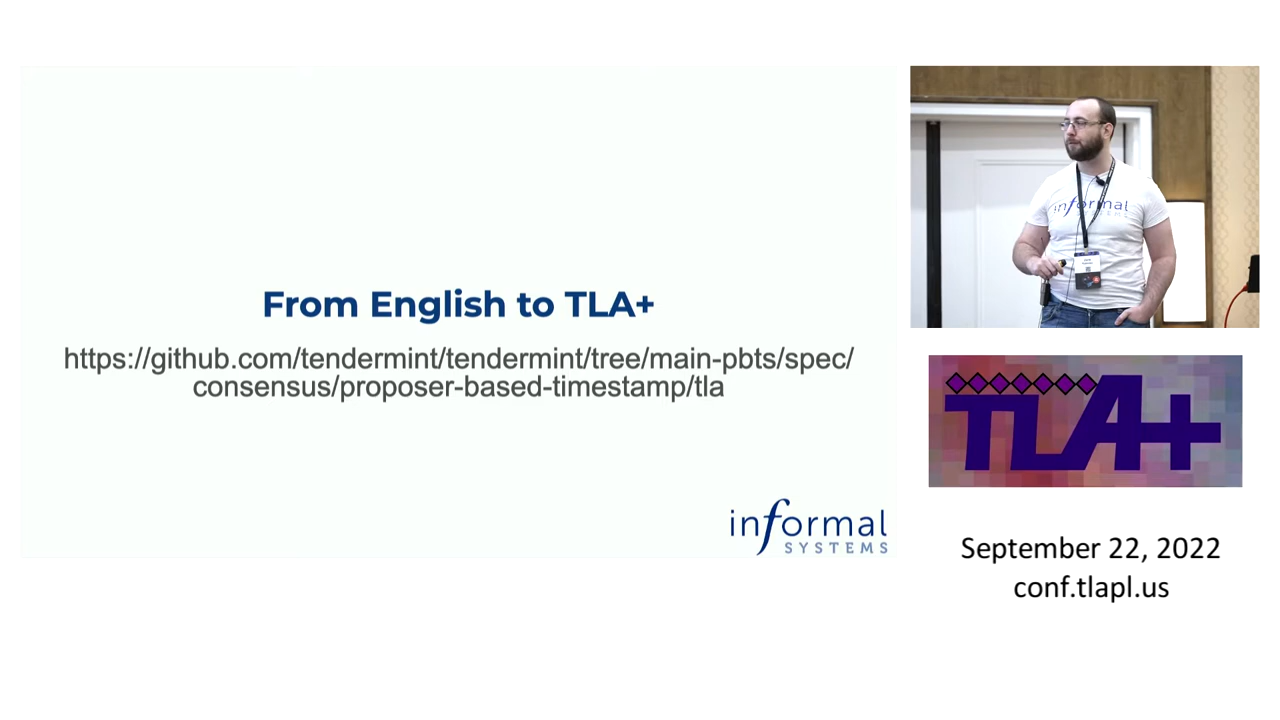 From English to TLA+
https://github.com/tendermint/tendermint/tree/main-pbts/spec/
consensus/proposer-based-timestamp/tla
informal
SYSTEMS
informal
TLA+
September 22, 2022
conf.tlapl.us